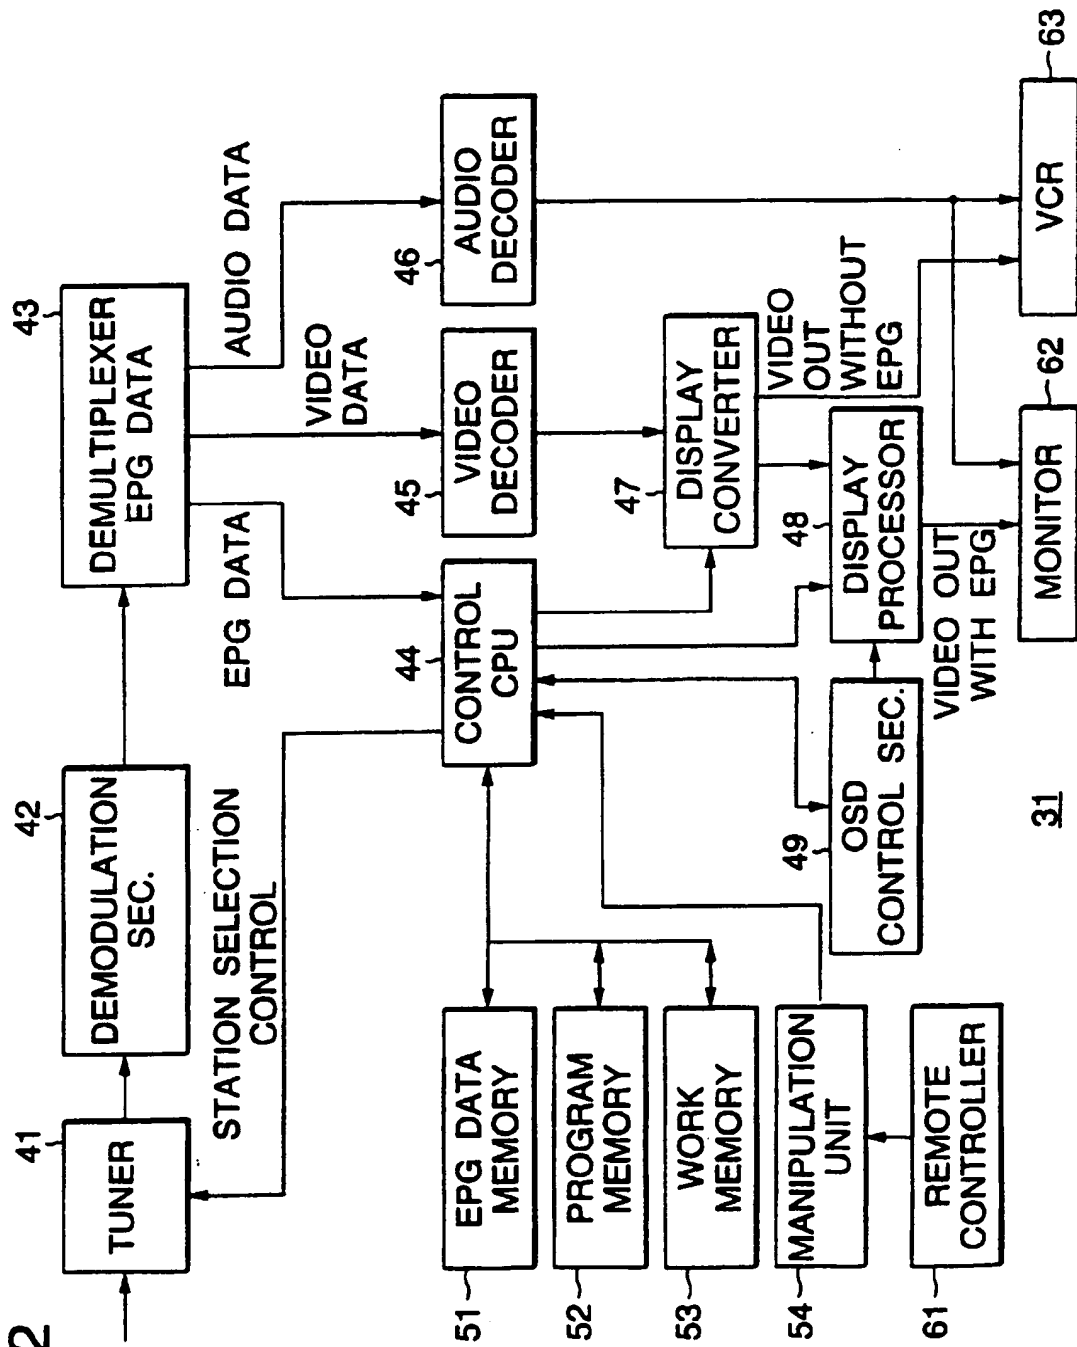 2
41
TUNER
42
DEMODULATION
SEC.
43
DEMULTIPLEXER
EPG DATA
STATION SELECTION
CONTROL
EPG DATA
VIDEO
DATA
AUDIO DATA
51
EPG DATA
MEMORY
44
CONTROL
CPU
45
VIDEO
DECODER
46
AUDIO
DECODER
52
PROGRAM
MEMORY
53
WORK
MEMORY
47
DISPLAY
CONVERTER
VIDEO
OUT
WITHOUT
EPG
54
MANIPULATION
UNIT
49
OSD
CONTROL SEC.
48
DISPLAY
PROCESSOR
61
REMOTE
CONTROLLER
VIDEO OUT
WITH EPG
31
62
MONITOR
63
VCR